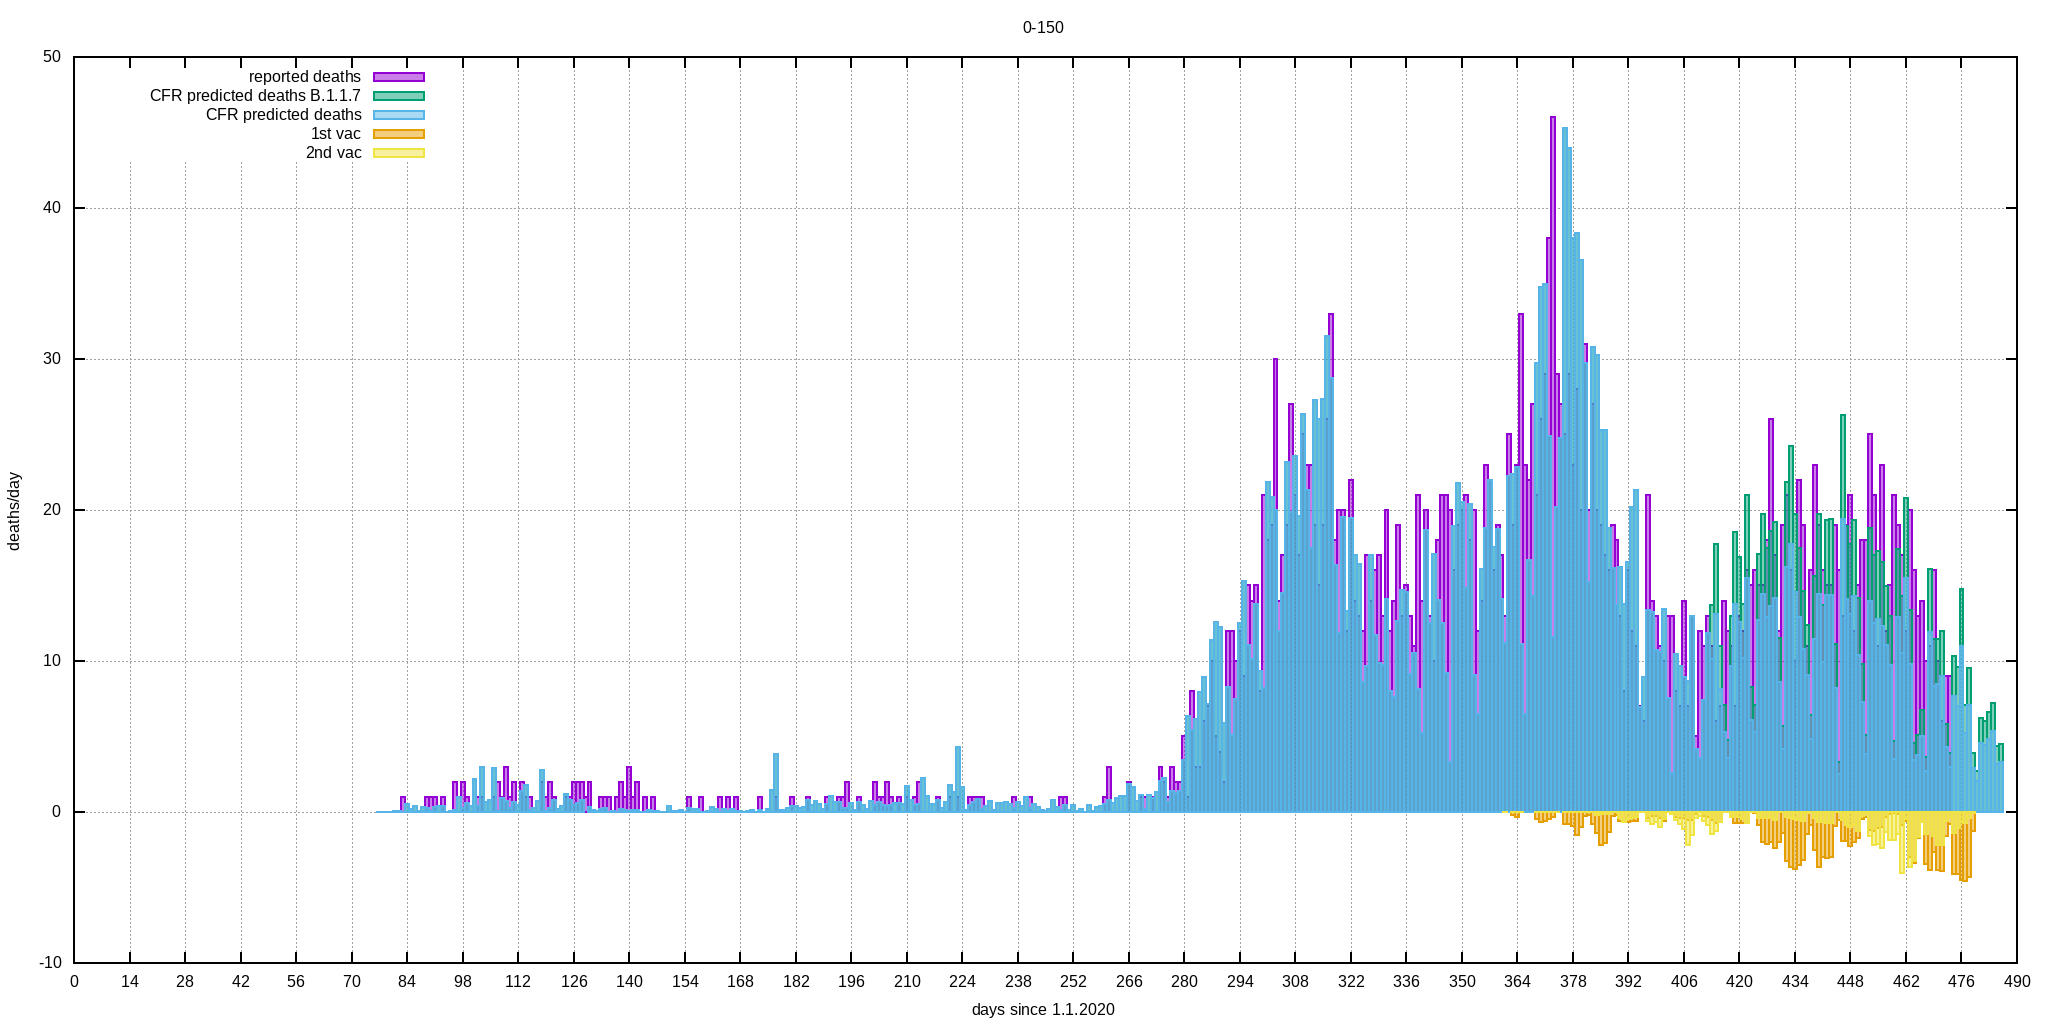 0-150
50
reported deaths
CFR predicted deaths B.1.1.7
CFR predicted deaths
1st vac
2nd vac
40
30
deaths/day
20
10
0
-10
0 14 28 42 56 70 84 98 112 126 140 154 168 182 196 210 224 238 252 266 280 294 308 322 336 350 364 378 392 406 420 434 448 462 476 490
days since 1.1.2020